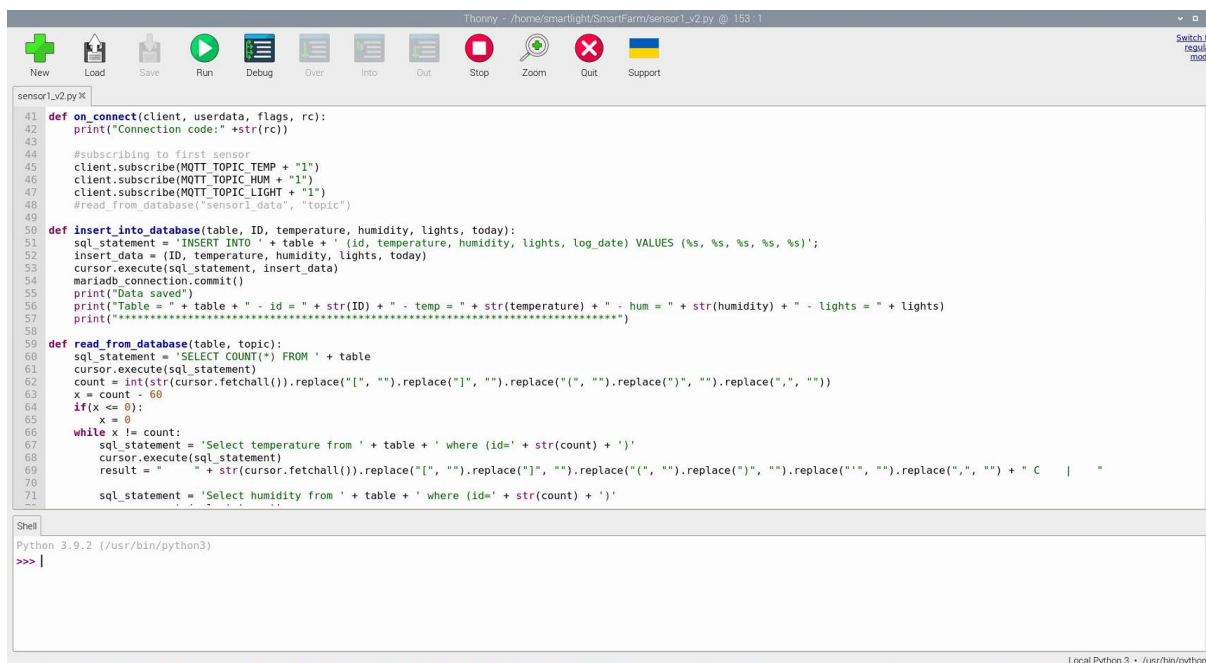 Thonny - /home/smartlight/SmartFarm/sensor1_v2.py @ 153:1
New Load Save Run Debug Over Into Out Stop Zoom Quit Support
Switch
regul
mod
sensor1_v2.py
41 def on_connect(client, userdata, flags, rc):
42     print("Connection code:" +str(rc))
43
44     #subscribing to first sensor
45     client.subscribe(MQTT_TOPIC_TEMP + "1")
46     client.subscribe(MQTT_TOPIC_HUM + "1")
47     client.subscribe(MQTT_TOPIC_LIGHT + "1")
48     #read_from_database("sensor1_data", "topic")
49
50 def insert_into_database(table, ID, temperature, humidity, lights, today):
51     sql_statement = 'INSERT INTO ' + table + ' (id, temperature, humidity, lights, log_date) VALUES (%s, %s, %s, %s, %s)';
52     insert_data = (ID, temperature, humidity, lights, today)
53     cursor.execute(sql_statement, insert_data)
54     mariadb_connection.commit()
55     print("Data saved")
56     print("Table = " + table + " - id = " + str(ID) + " - temp = " + str(temperature) + " - hum = " + str(humidity) + " - lights = " + lights)
57     print("*******************************************************************************")
58
59 def read_from_database(table, topic):
60     sql_statement = 'SELECT COUNT(*) FROM ' + table
61     cursor.execute(sql_statement)
62     count = int(str(cursor.fetchall()).replace("[", "").replace("]", "").replace("(", "").replace(")", "").replace(",", ""))
63     x = count - 60
64     if(x <= 0):
65         x = 0
66     while x != count:
67         sql_statement = 'Select temperature from ' + table + ' where (id=' + str(count) + ')'
68         cursor.execute(sql_statement)
69         result = "     " + str(cursor.fetchall()).replace("[", "").replace("]", "").replace("(", "").replace(")", "").replace("'", "").replace(",", "") + " C    |    "
70
71         sql_statement = 'Select humidity from ' + table + ' where (id=' + str(count) + ')'
Shell
Python 3.9.2 (/usr/bin/python3)
>>>
Local Python 3 • /usr/bin/python